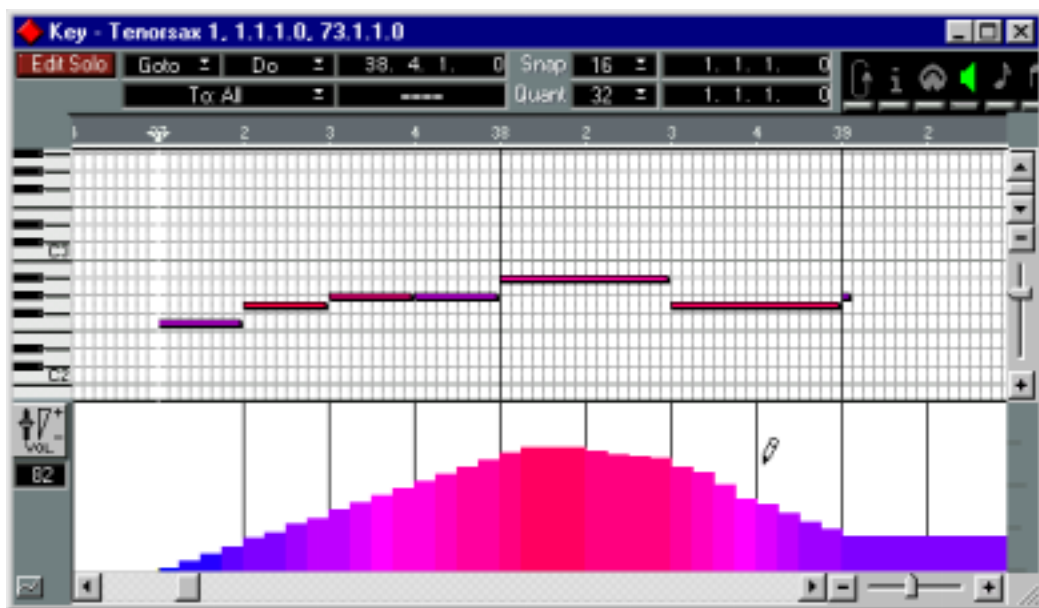 Key - Tenorsax 1, 1.1.1.0, 73.1.1.0
Edit Solo Goto Do 38. 4. 1. 0 Snap 16 1. 1. 1. 0
To: All ---- Quant 32 1. 1. 1. 0
2 3 4 38 2 3 4 39 2
C3
C2
VOL.
82